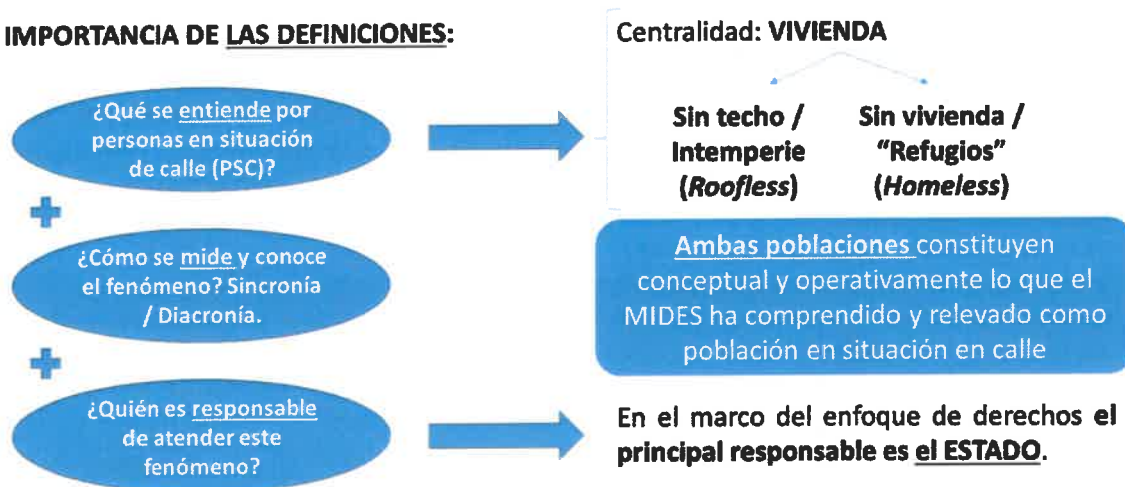 IMPORTANCIA DE LAS DEFINICIONES:
¿Qué se entiende por
personas en situación
de calle (PSC)?
¿Cómo se mide y conoce
el fenómeno? Sincronía
/ Diacronía.
¿Quién es responsable
de atender este
fenómeno?
Centralidad: VIVIENDA
Sin techo /
Intemperie
(Roofless)
Sin vivienda /
"Refugios"
(Homeless)
Ambas poblaciones constituyen
conceptual y operativamente lo que el
MIDES ha comprendido y relevado como
población en situación en calle
En el marco del enfoque de derechos el
principal responsable es el ESTADO.